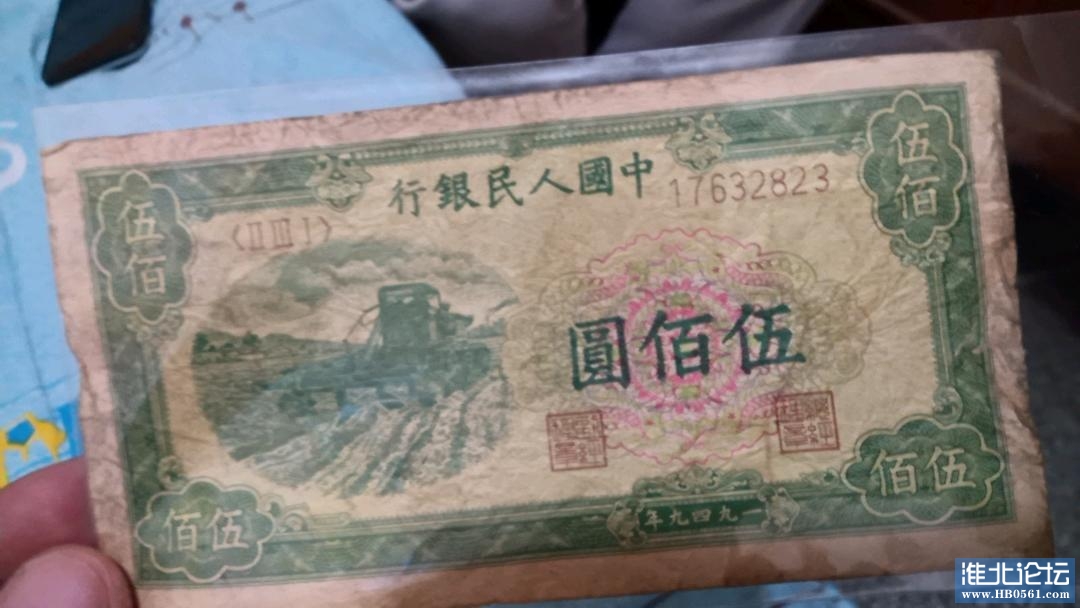 中國人民銀行
17632823
〈II III I〉
伍佰
伍佰
伍佰圓
伍佰
伍佰
一九四九年
淮北论坛
www.HB0561.com